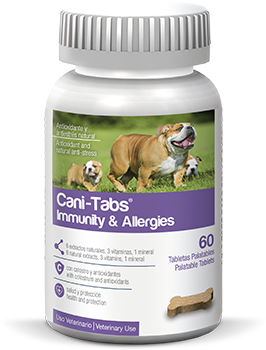 Antioxidante y
antiestrés natural
Antioxidant and
natural anti-stress
Cani-Tabs®
Immunity & Allergies
6 extractos naturales, 3 vitaminas, 1 mineral
6 natural extracts, 3 vitamins, 1 mineral
con calostro y antioxidantes
with colostrum and antioxidants
salud y protección
health and protection
60
Tabletas Palatables
Palatable Tablets
Uso Veterinario | Veterinary Use